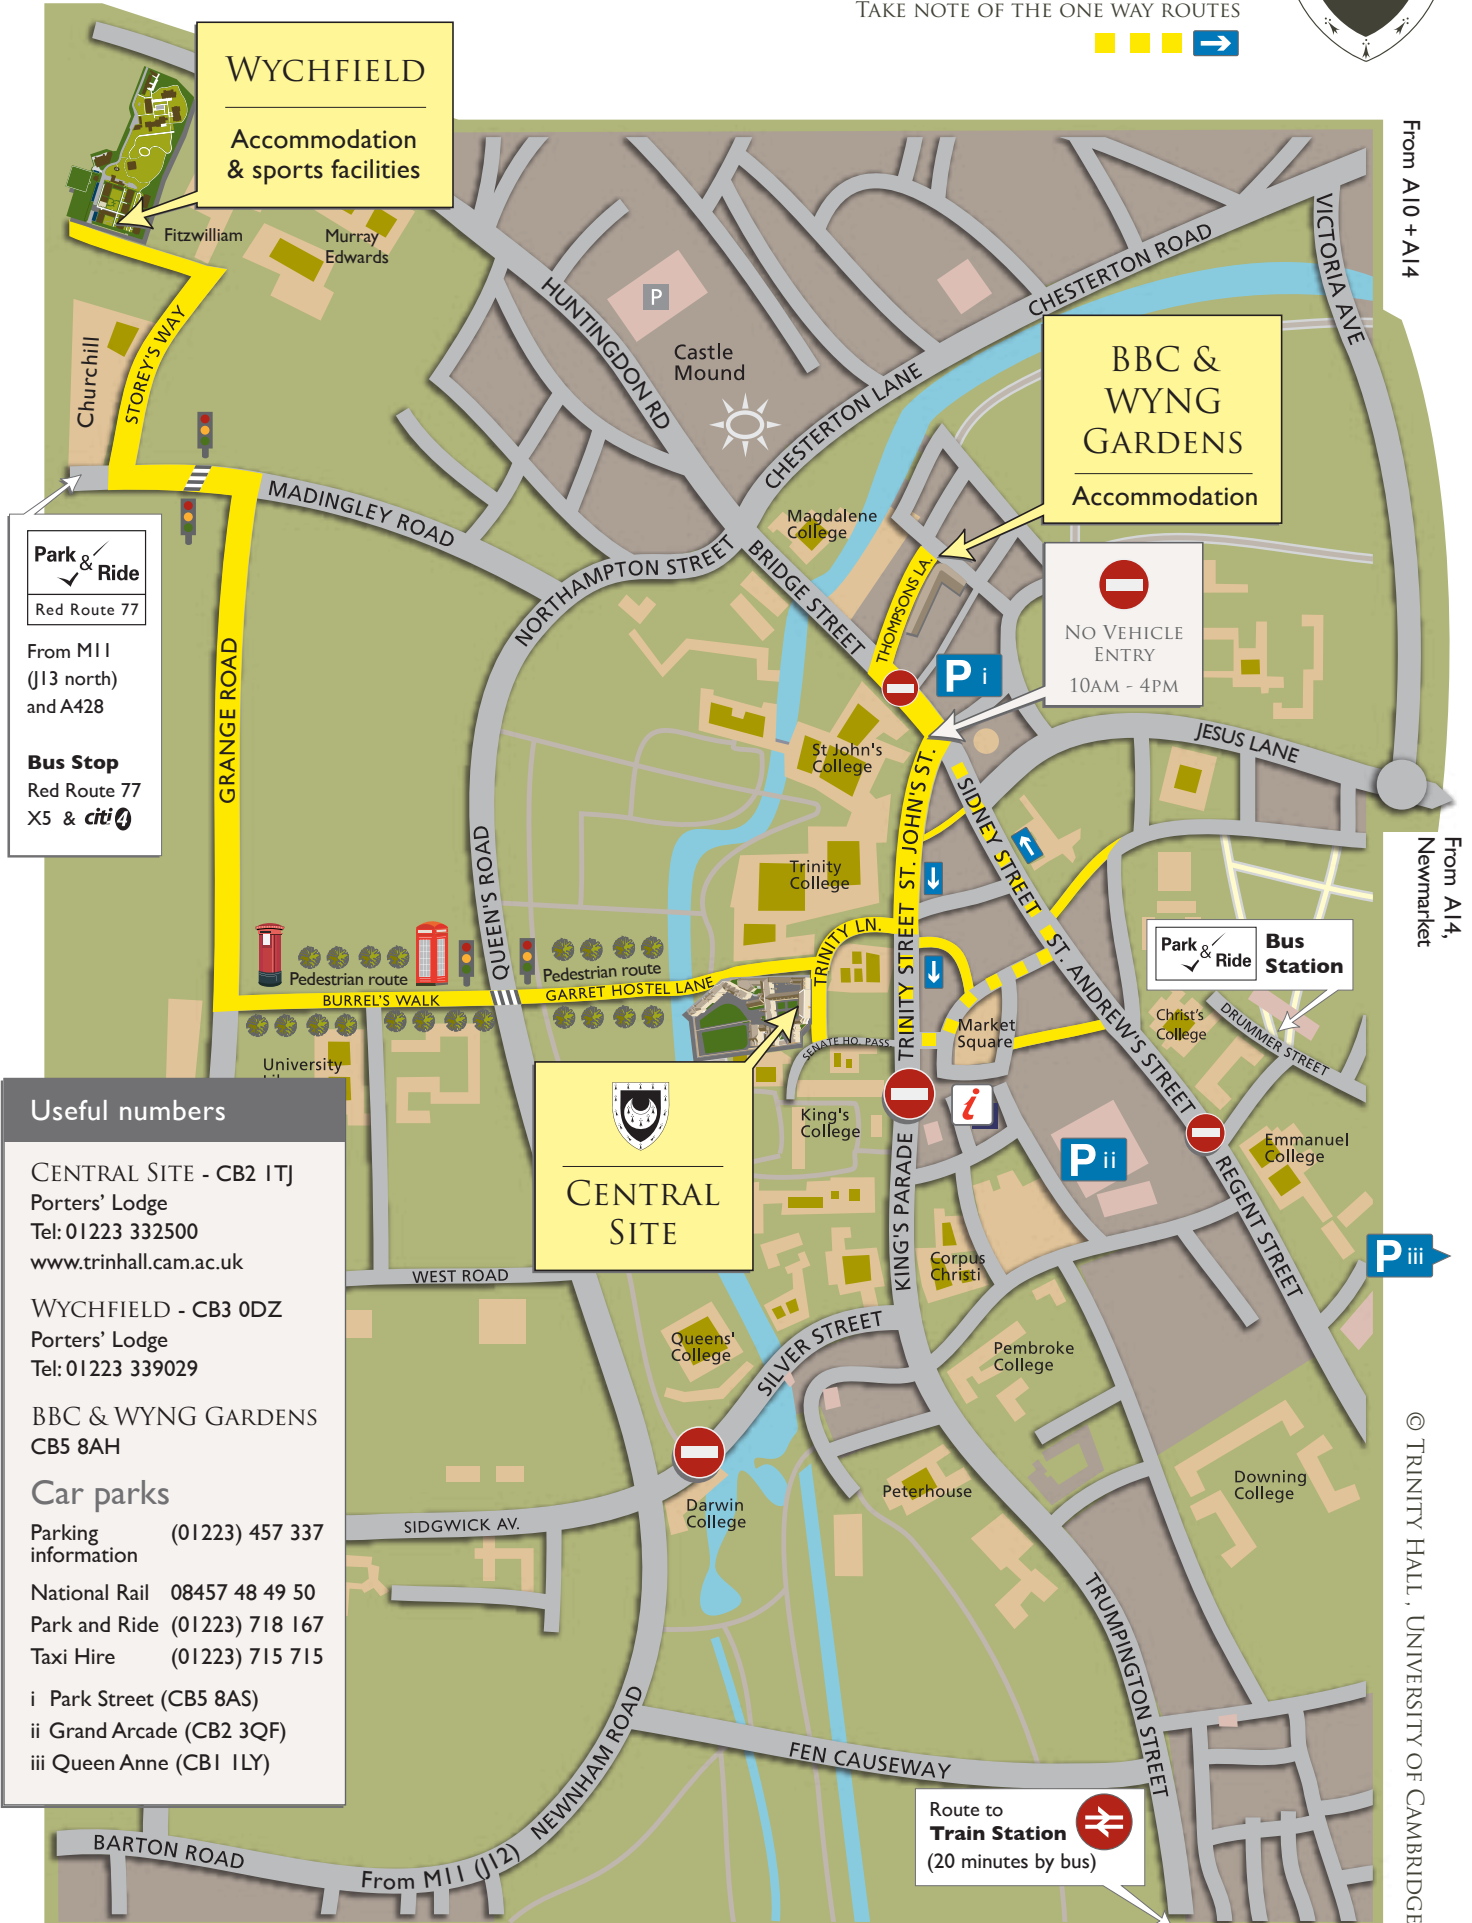 TAKE NOTE OF THE ONE WAY ROUTES
WYCHFIELD
Accommodation
& sports facilities
From A10 + A14
Fitzwilliam
Murray
Edwards
P
HUNTINGDON RD
Castle
Mound
CHESTERTON ROAD
VICTORIA AVE
CHESTERTON LANE
Churchill
STOREY'S WAY
BBC &
WYNG
GARDENS
Accommodation
MADINGLEY ROAD
Magdalene
College
Park & Ride
Red Route 77
From M11
(J13 north)
and A428
Bus Stop
Red Route 77
X5 & citi 4
NORTHAMPTON STREET
BRIDGE STREET
THOMPSONS LA.
NO VEHICLE
ENTRY
10AM - 4PM
P i
GRANGE ROAD
St John's
College
ST. JOHN'S ST.
SIDNEY STREET
JESUS LANE
From A14,
Newmarket
QUEEN'S ROAD
Trinity
College
TRINITY LN.
TRINITY STREET
ST. ANDREW'S STREET
Park & Ride
Bus
Station
Pedestrian route
Pedestrian route
BURREL'S WALK
GARRET HOSTEL LANE
Market
Square
Christ's
College
DRUMMER STREET
SENATE HO. PASS.
University
TRINITY STREET
i
King's
College
P ii
Emmanuel
College
CENTRAL
SITE
KING'S PARADE
REGENT STREET
P iii
Corpus
Christi
WEST ROAD
Queens'
College
SILVER STREET
Pembroke
College
Downing
College
Peterhouse
Darwin
College
SIDGWICK AV.
TRUMPINGTON STREET
NEWNHAM ROAD
FEN CAUSEWAY
BARTON ROAD
From M11 (J12)
Route to
Train Station
(20 minutes by bus)
Useful numbers
CENTRAL SITE - CB2 1TJ
Porters' Lodge
Tel: 01223 332500
www.trinhall.cam.ac.uk
WYCHFIELD - CB3 0DZ
Porters' Lodge
Tel: 01223 339029
BBC & WYNG GARDENS
CB5 8AH
Car parks
Parking information (01223) 457 337
National Rail 08457 48 49 50
Park and Ride (01223) 718 167
Taxi Hire (01223) 715 715
i Park Street (CB5 8AS)
ii Grand Arcade (CB2 3QF)
iii Queen Anne (CB1 1LY)
© TRINITY HALL , UNIVERSITY OF CAMBRIDGE